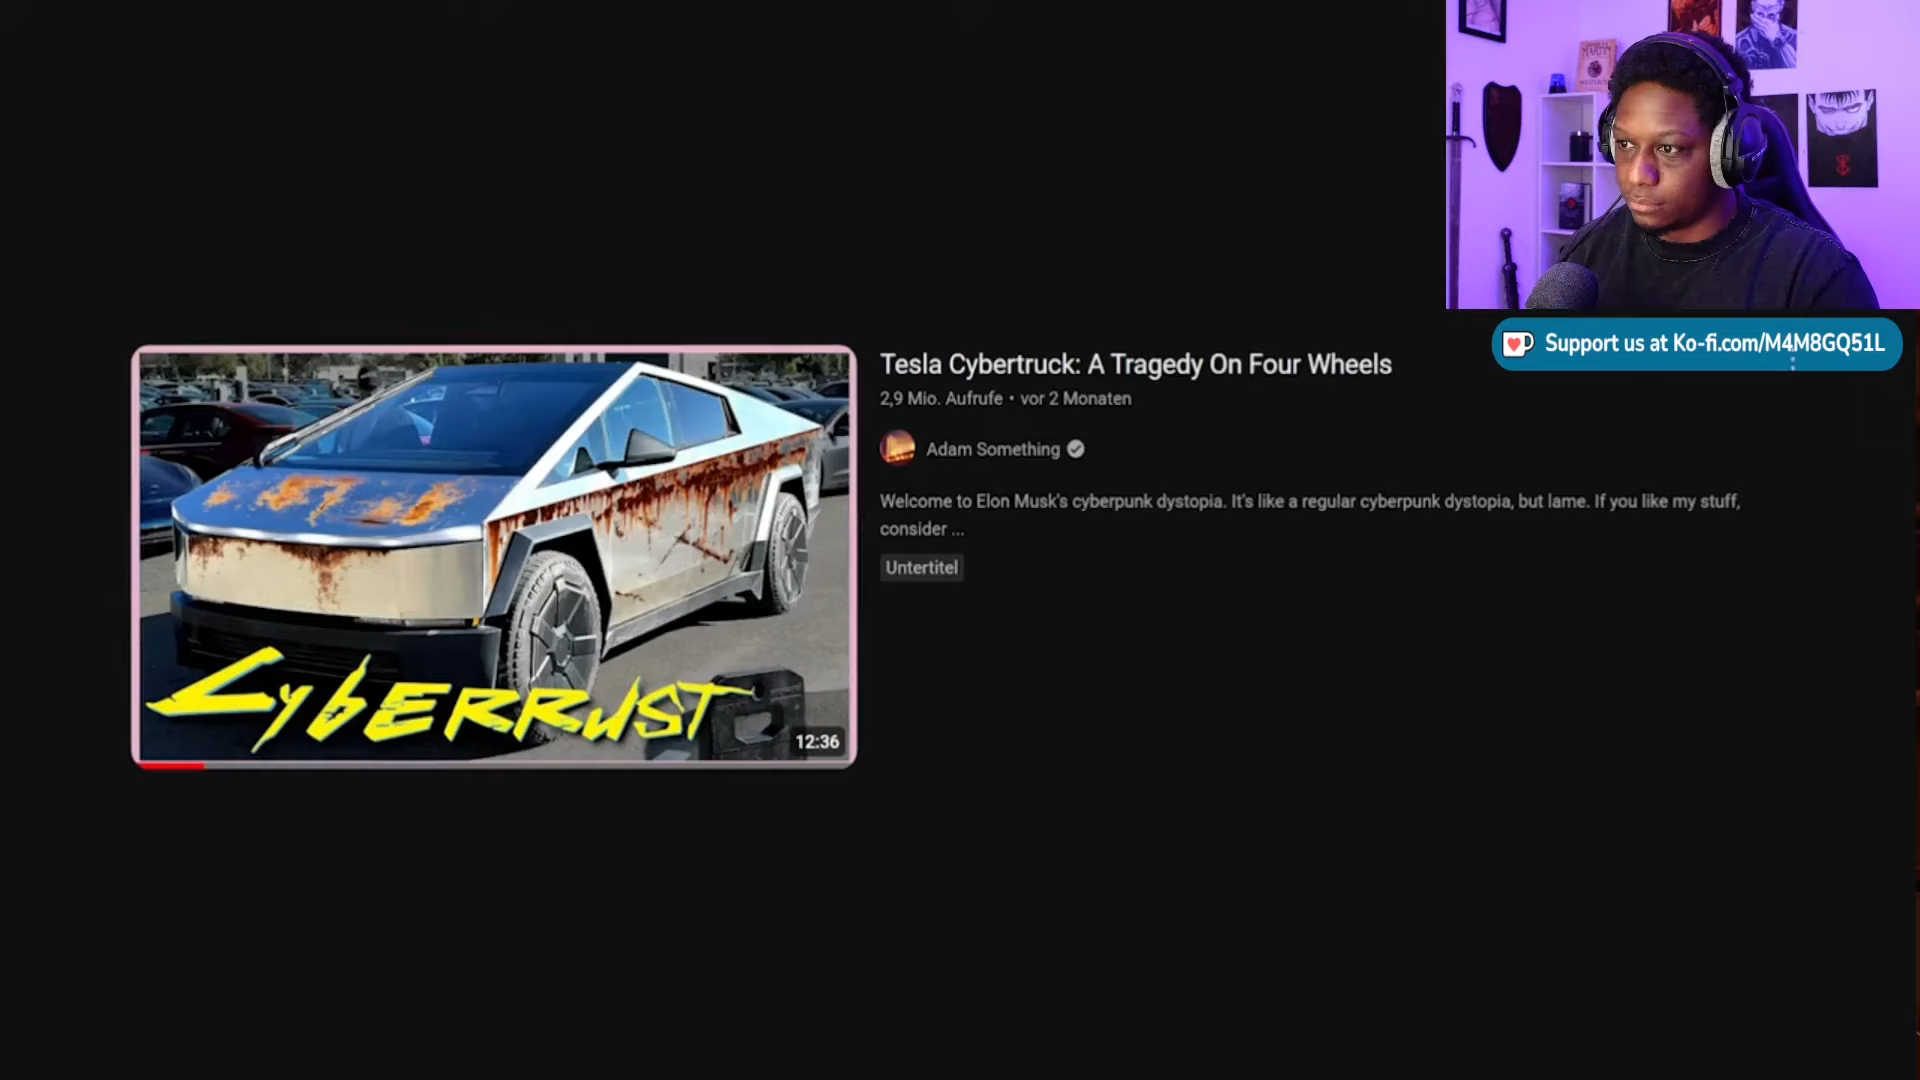 MARTIN
Support us at Ko-fi.com/M4M8GQ51L
Tesla Cybertruck: A Tragedy On Four Wheels
2,9 Mio. Aufrufe • vor 2 Monaten
Adam Something
Welcome to Elon Musk's cyberpunk dystopia. It's like a regular cyberpunk dystopia, but lame. If you like my stuff,
consider ...
Untertitel
CYBERRUST
12:36